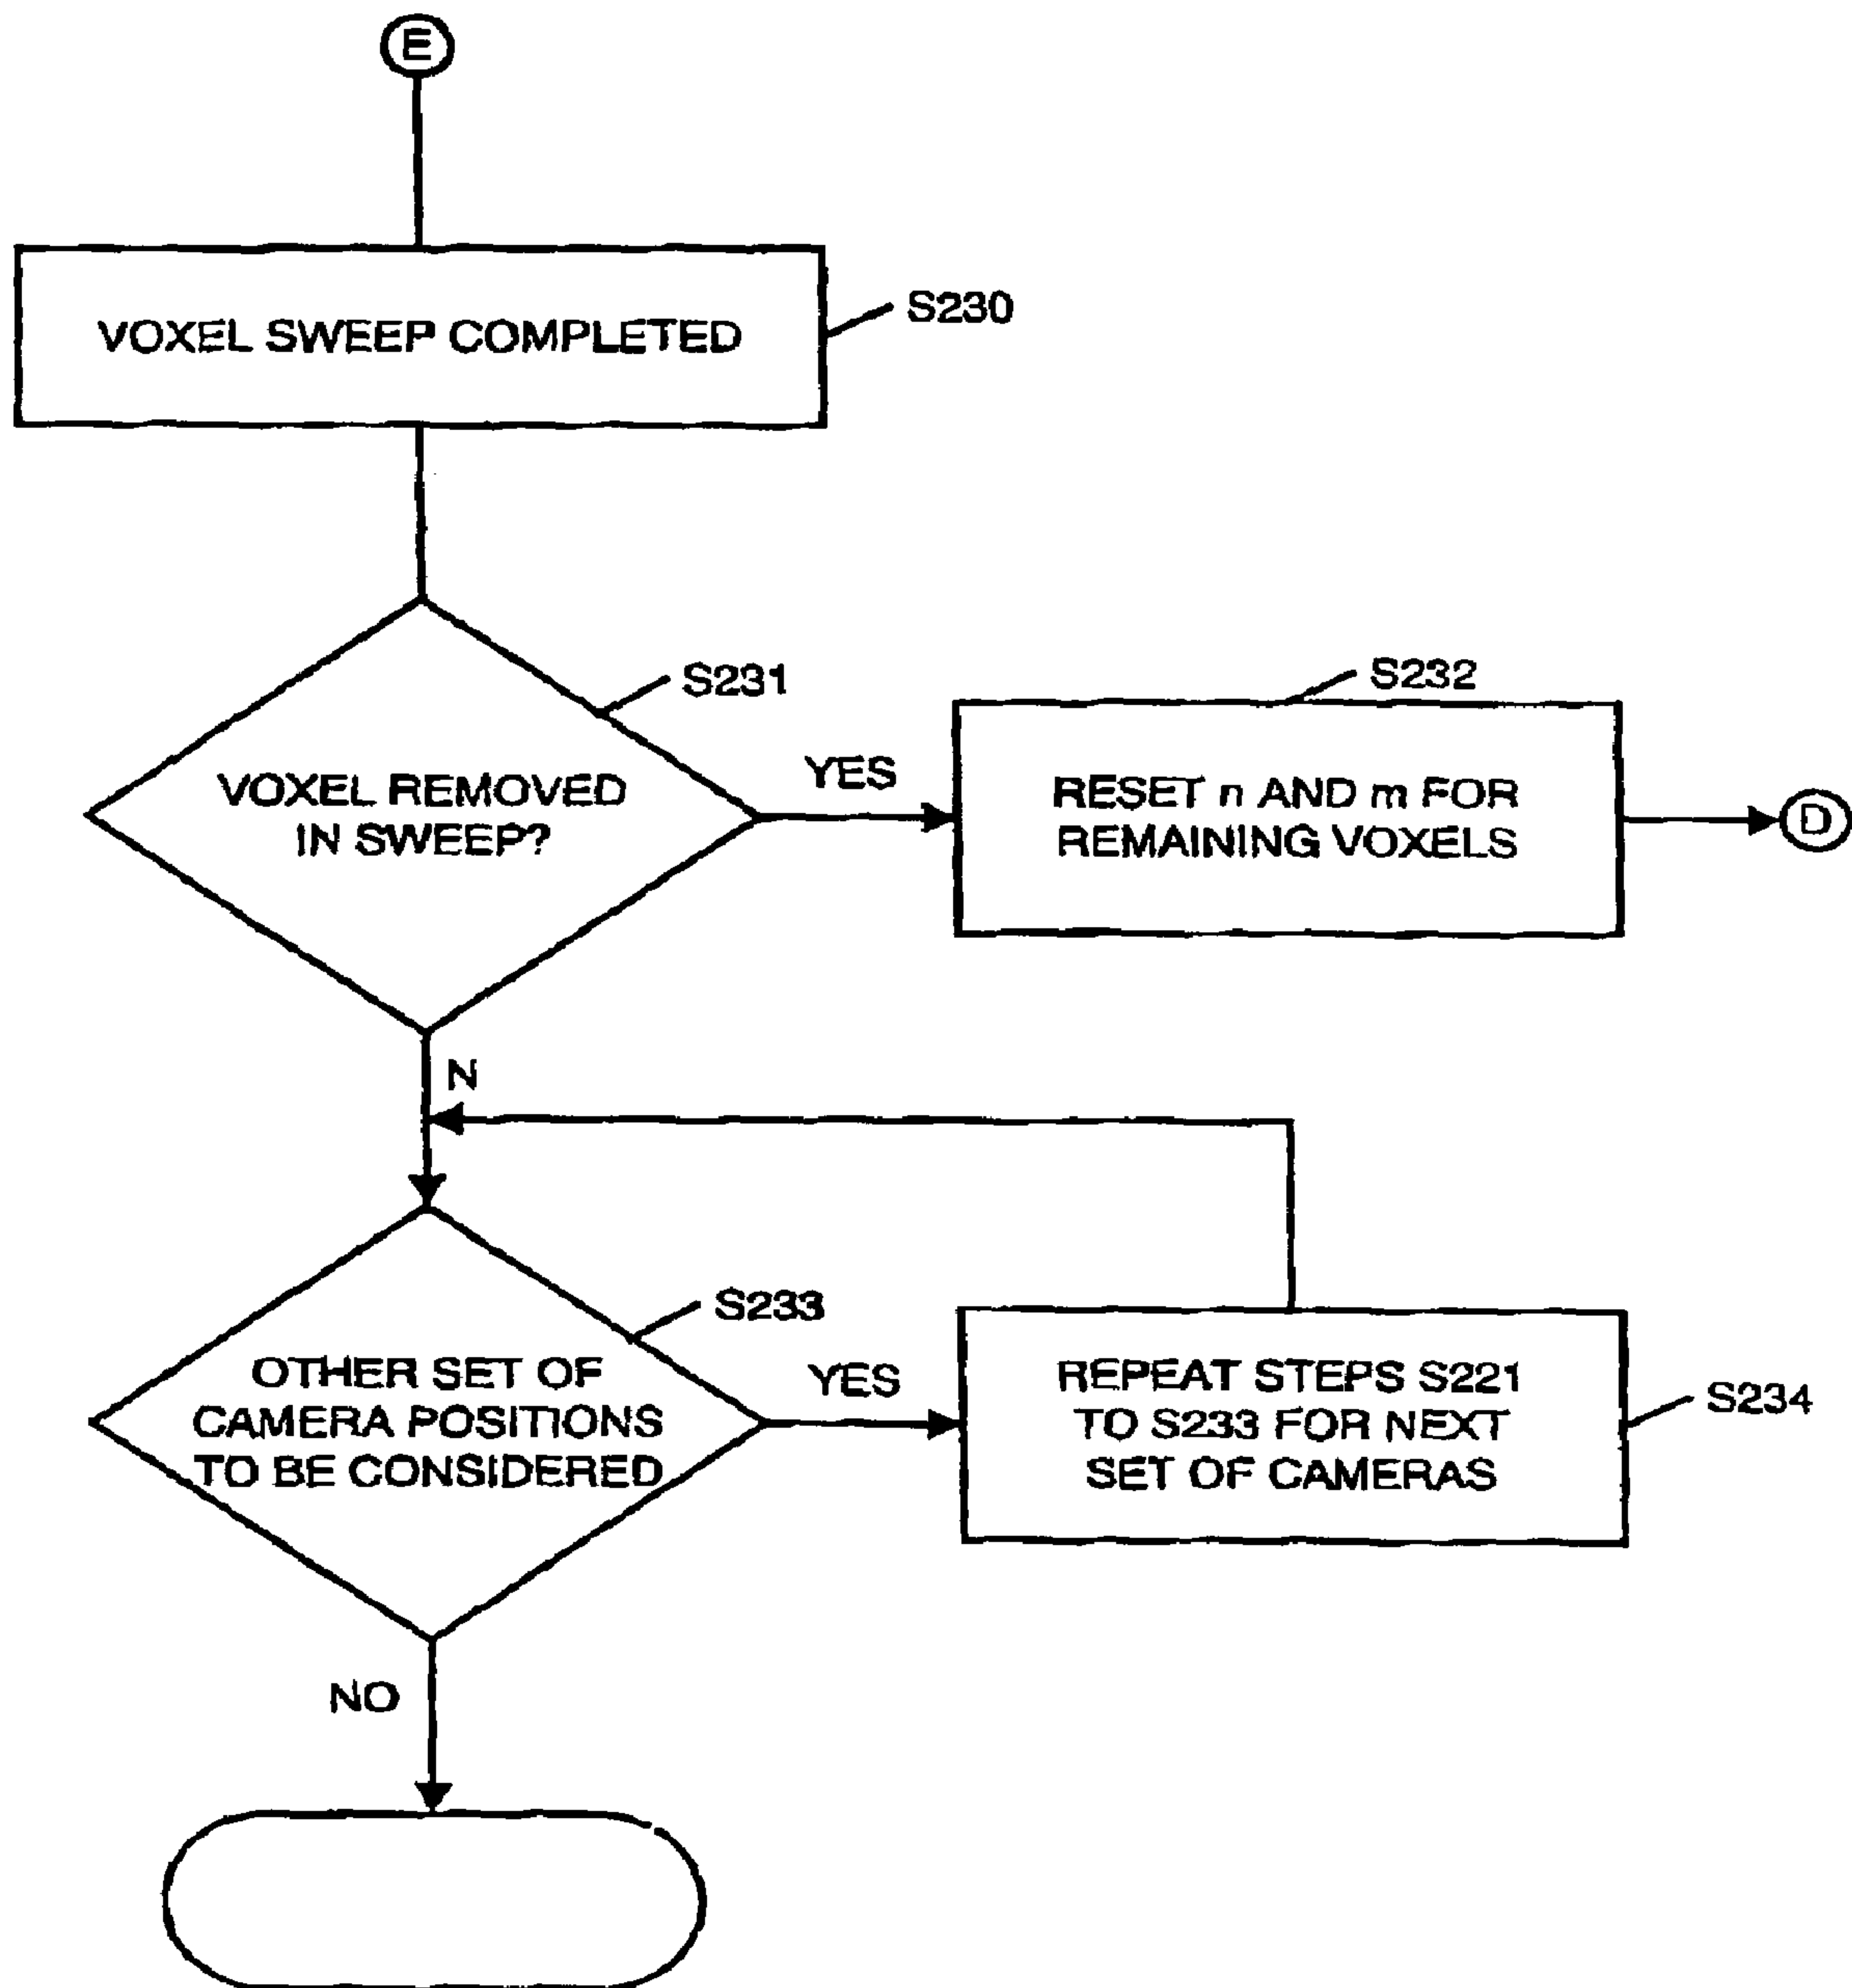 E
VOXEL SWEEP COMPLETED
S230
S231
VOXEL REMOVED
IN SWEEP?
YES
S232
RESET n AND m FOR
REMAINING VOXELS
D
N
S233
OTHER SET OF
CAMERA POSITIONS
TO BE CONSIDERED
YES
REPEAT STEPS S221
TO S233 FOR NEXT
SET OF CAMERAS
S234
NO